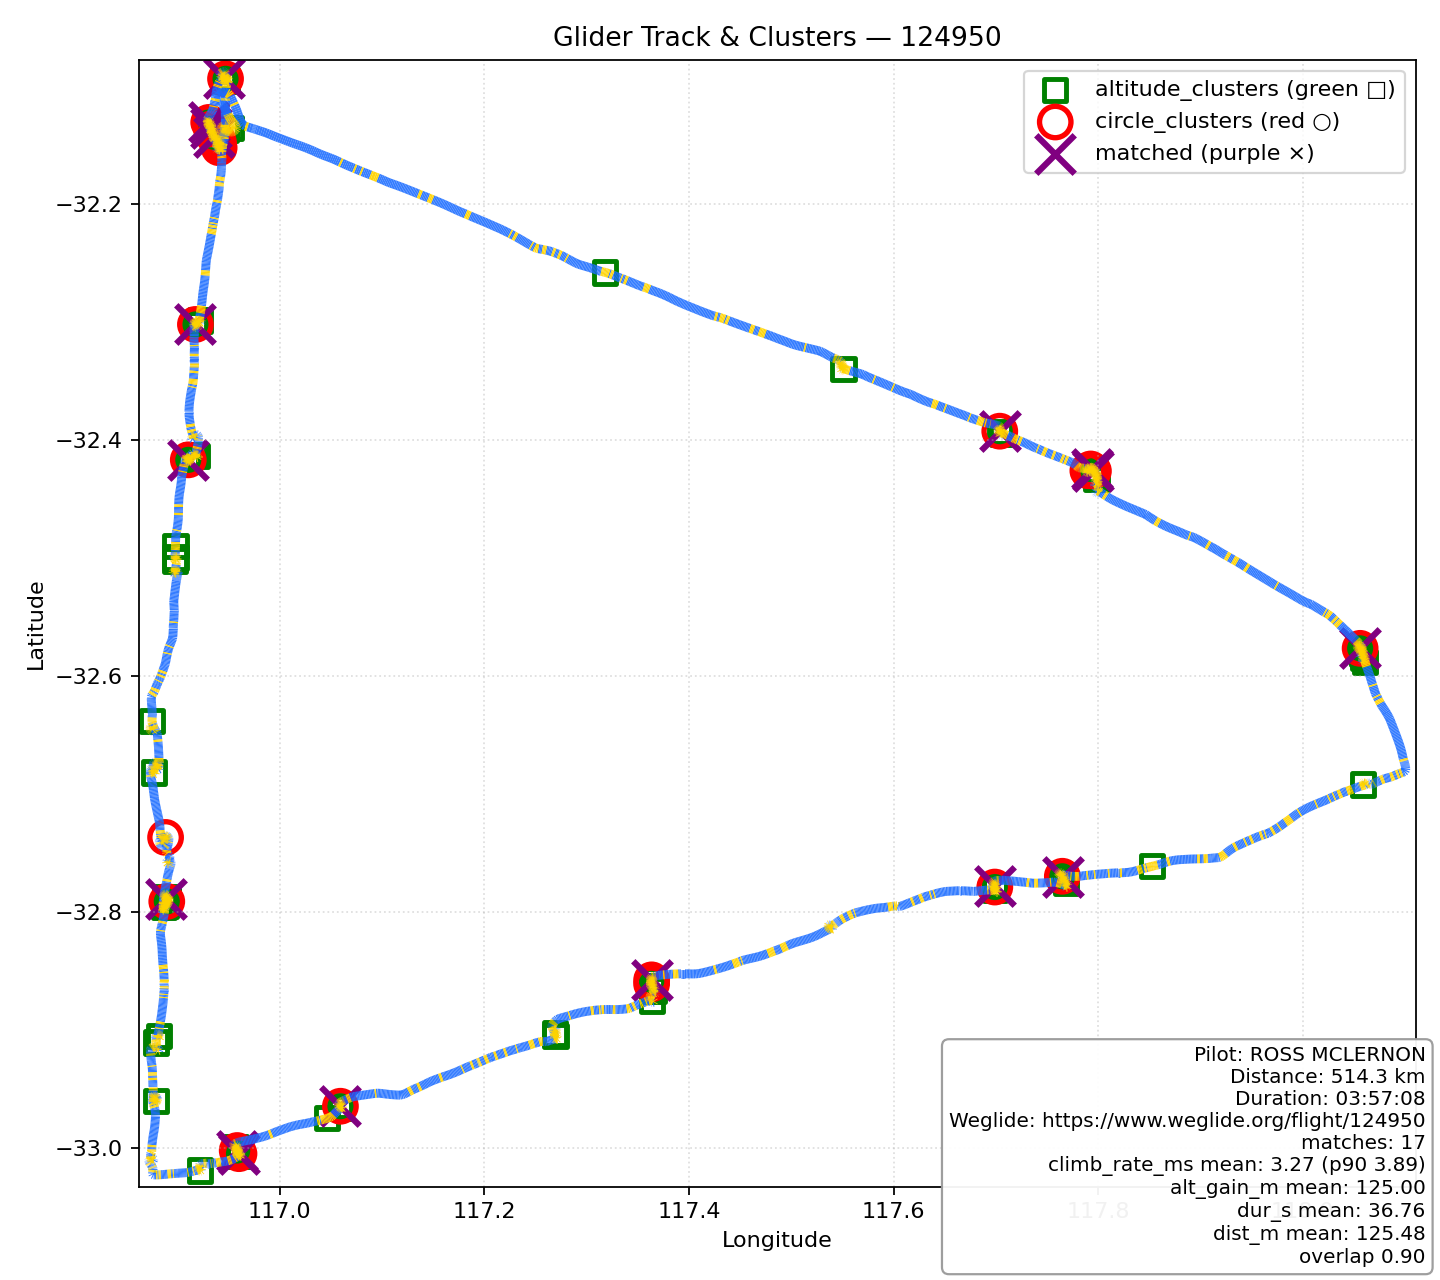 Glider Track & Clusters — 124950
altitude_clusters (green □)
circle_clusters (red ○)
matched (purple ×)
−32.2
−32.4
−32.6
−32.8
−33.0
Latitude
117.0
117.2
117.4
117.6
117.8
Longitude
Pilot: ROSS MCLERNON
Distance: 514.3 km
Duration: 03:57:08
Weglide: https://www.weglide.org/flight/124950
matches: 17
climb_rate_ms mean: 3.27 (p90 3.89)
alt_gain_m mean: 125.00
dur_s mean: 36.76
dist_m mean: 125.48
overlap 0.90